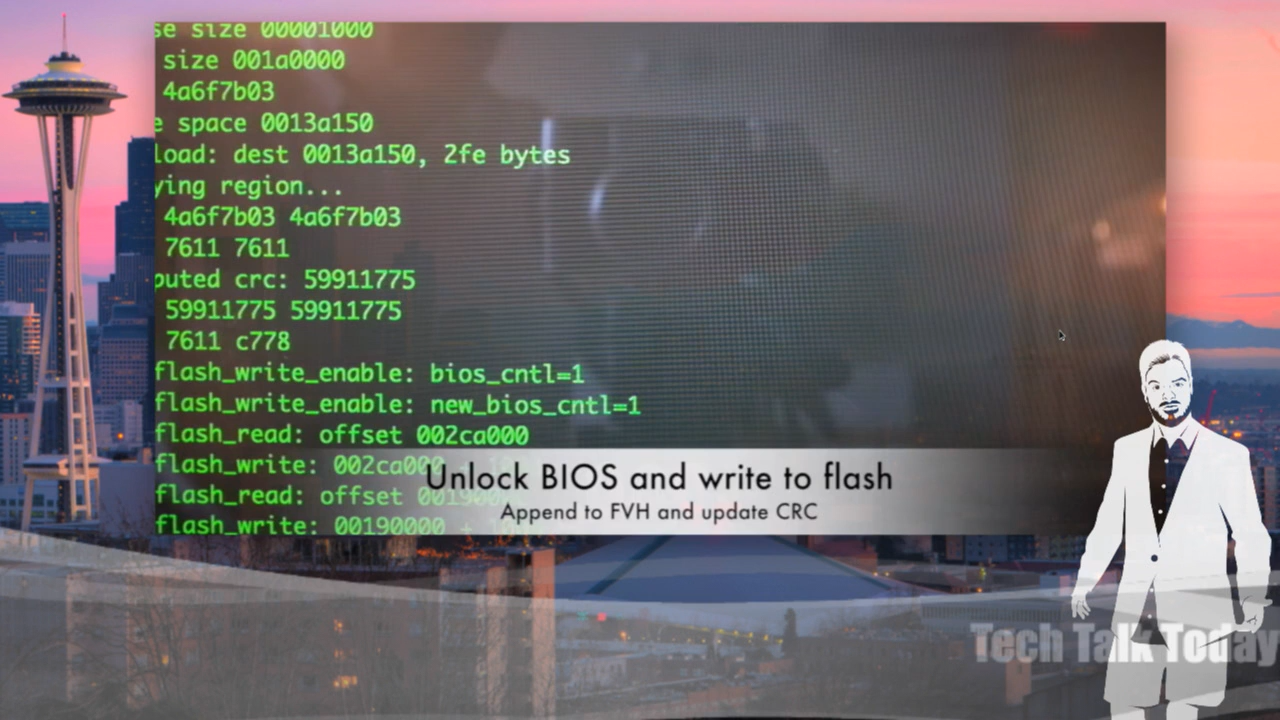 se size 00001000
size 001a0000
4a6f7b03
e space 0013a150
load: dest 0013a150, 2fe bytes
ying region...
4a6f7b03 4a6f7b03
7611 7611
puted crc: 59911775
59911775 59911775
7611 c778
flash_write_enable: bios_cntl=1
flash_write_enable: new_bios_cntl=1
flash_read: offset 002ca000
flash_write: 002ca000
flash_read: offset
flash_write: 00190000 +
Unlock BIOS and write to flash
Append to FVH and update CRC
Tech Talk Today